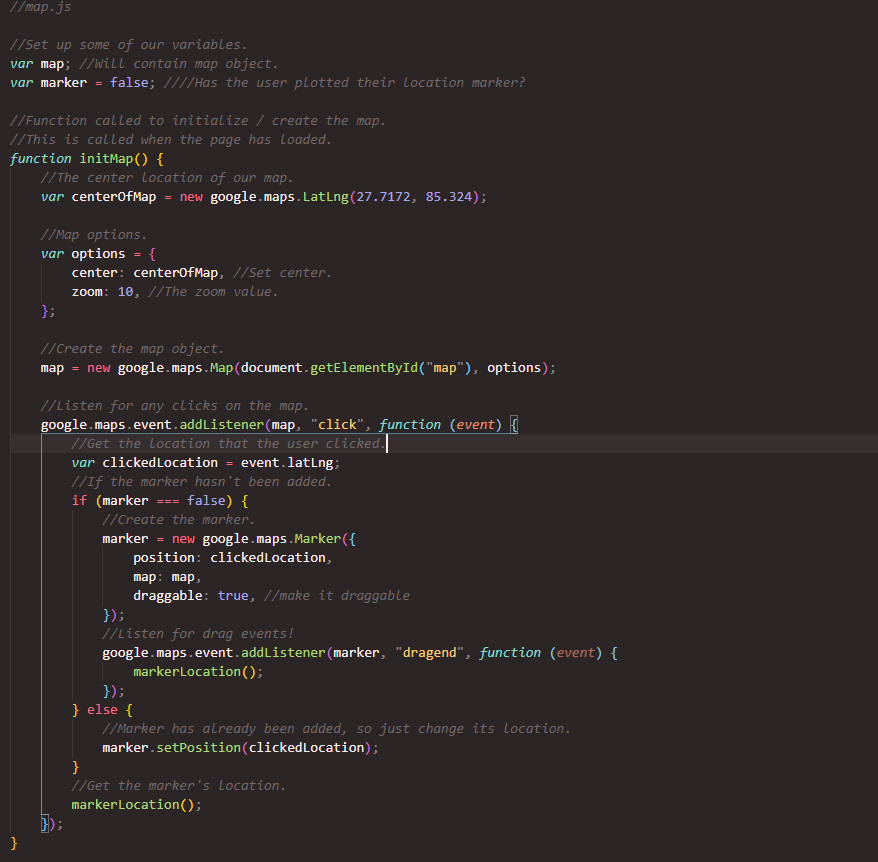 //map.js
//Set up some of our variables.
var map; //Will contain map object.
var marker = false; ////Has the user plotted their location marker?
//Function called to initialize / create the map.
//This is called when the page has loaded.
function initMap() {
//The center location of our map.
var centerOfMap = new google.maps.LatLng(27.7172, 85.324);
//Map options.
var options = {
center: centerOfMap, //Set center.
zoom: 10, //The zoom value.
};
//Create the map object.
map = new google.maps.Map(document.getElementById("map"), options);
//Listen for any clicks on the map.
google.maps.event.addListener(map, "click", function (event) {
//Get the location that the user clicked.
var clickedLocation = event.latLng;
//If the marker hasn't been added.
if (marker === false) {
//Create the marker.
marker = new google.maps.Marker({
position: clickedLocation,
map: map,
draggable: true, //make it draggable
});
//Listen for drag events!
google.maps.event.addListener(marker, "dragend", function (event) {
markerLocation();
});
} else {
//Marker has already been added, so just change its location.
marker.setPosition(clickedLocation);
}
//Get the marker's location.
markerLocation();
});
}